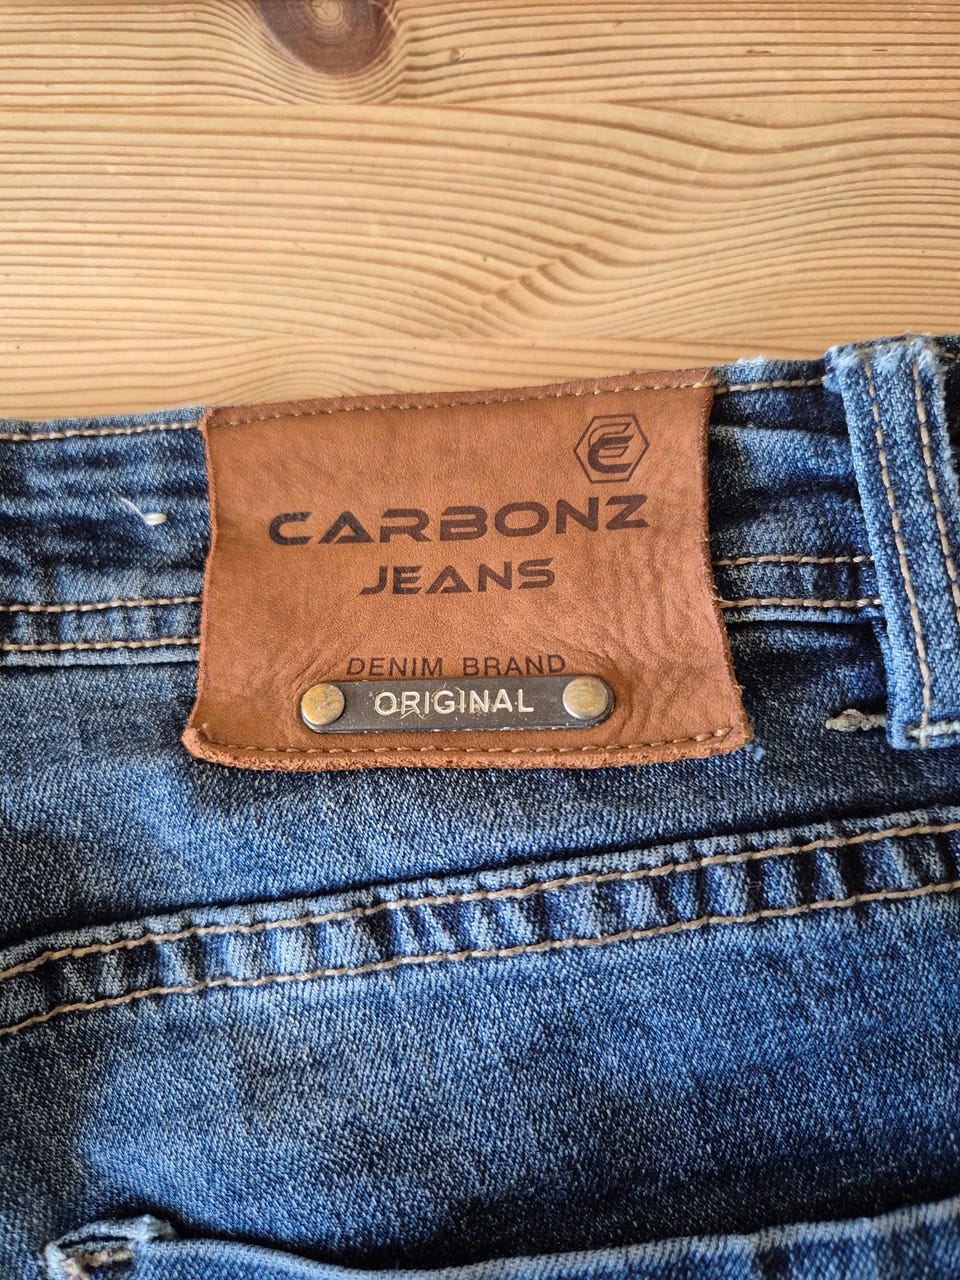 CARBONZ
JEANS
DENIM BRAND
ORIGINAL